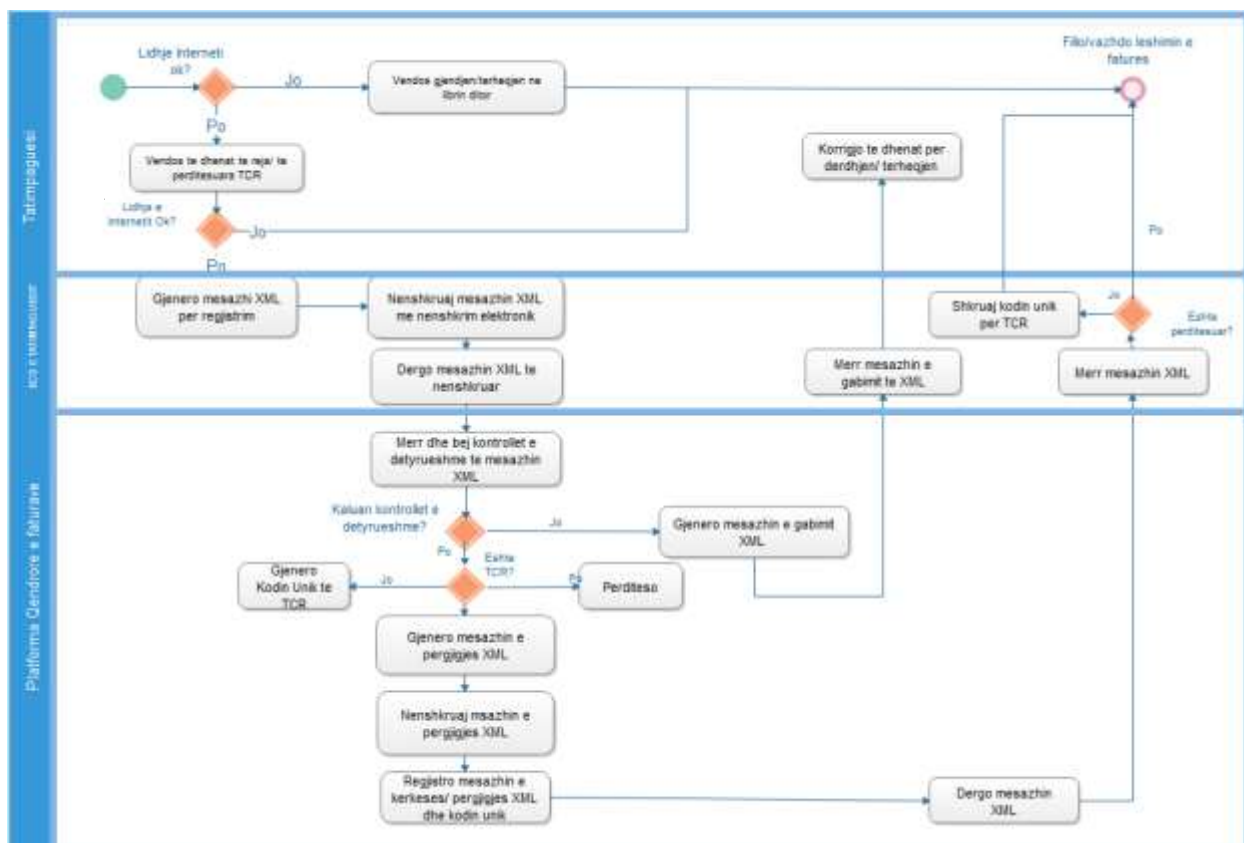 Tatimpaguesi
Lidhje interneti
ok?
Jo
Vendos gjendjen/terheqjen ne
librin ditor
Fillo/vazhdo leshimin e
fatures
Po
Vendos te dhenat te reja/ te
perditesuara TCR
Korrigjo te dhenat per
derdhjen/ terheqjen
Lidhja e
internetit Ok?
Jo
Po
Po
Gjenero mesazhi XML
per regjistrim
Nenshkruaj mesazhin XML
me nenshkrim elektronik
Shkruaj kodin unik
per TCR
Jo
Eshte
perditesuar?
Dergo mesazhin XML te
nenshkruar
Merr mesazhin e
gabimit te XML
Merr mesazhin XML
Platforma Qendrore e faturave
Merr dhe bej kontrollet e
detyrueshme te mesazhin
XML
Kaluan kontrollet e
detyrueshme?
Jo
Gjenero mesazhin e gabimit
XML
Po
Eshte
TCR?
Gjenero
Kodin Unik te
TCR
Jo
Po
Perditeso
Gjenero mesazhin e
pergjigjes XML
Nenshkruaj msazhin e
pergjigjes XML
Regjistro mesazhin e
kerkeses/ pergjigjes XML
dhe kodin unik
Dergo mesazhin
XML